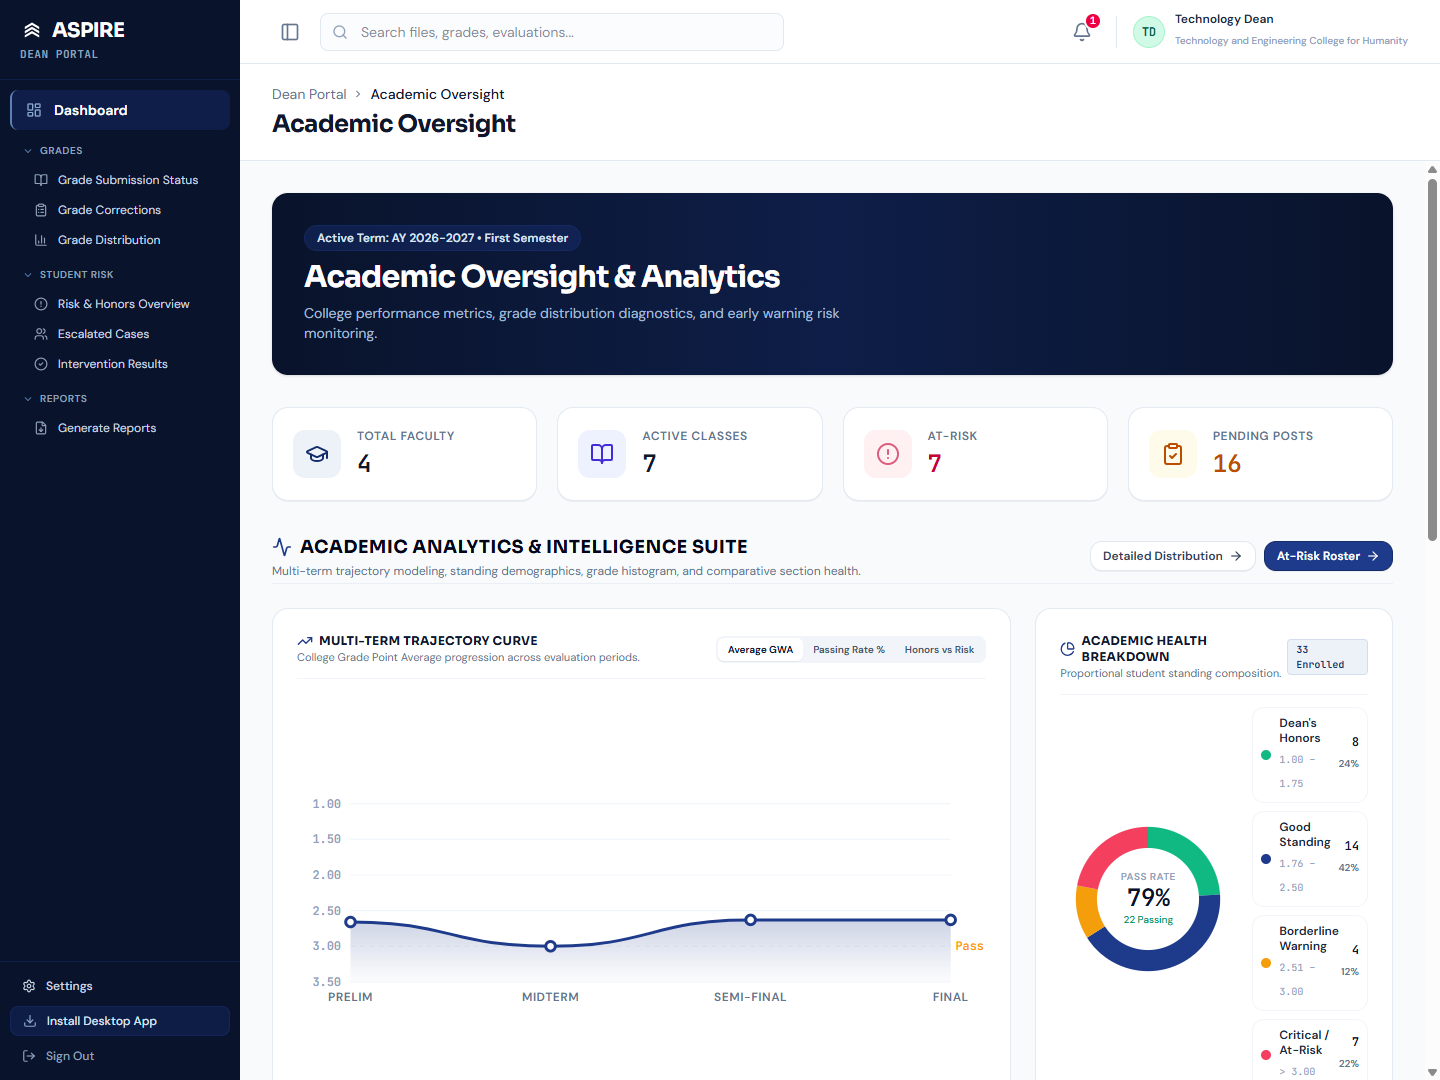 ASPIRE
DEAN PORTAL
Dashboard
GRADES
Grade Submission Status
Grade Corrections
Grade Distribution
STUDENT RISK
Risk & Honors Overview
Escalated Cases
Intervention Results
REPORTS
Generate Reports
Settings
Install Desktop App
Sign Out
Search files, grades, evaluations...
1
TD
Technology Dean
Technology and Engineering College for Humanity
Dean Portal > Academic Oversight
Academic Oversight
Active Term: AY 2026-2027 • First Semester
Academic Oversight & Analytics
College performance metrics, grade distribution diagnostics, and early warning risk
monitoring.
TOTAL FACULTY
4
ACTIVE CLASSES
7
AT-RISK
7
PENDING POSTS
16
ACADEMIC ANALYTICS & INTELLIGENCE SUITE
Multi-term trajectory modeling, standing demographics, grade histogram, and comparative section health.
Detailed Distribution →
At-Risk Roster →
MULTI-TERM TRAJECTORY CURVE
College Grade Point Average progression across evaluation periods.
Average GWA
Passing Rate %
Honors vs Risk
1.00
1.50
2.00
2.50
3.00
3.50
Pass
PRELIM
MIDTERM
SEMI-FINAL
FINAL
ACADEMIC HEALTH
BREAKDOWN
Proportional student standing composition.
33
Enrolled
PASS RATE
79%
22 Passing
Dean's
Honors
1.00 –
1.75
8
24%
Good
Standing
1.76 –
2.50
14
42%
Borderline
Warning
2.51 –
3.00
4
12%
Critical /
At-Risk
> 3.00
7
22%